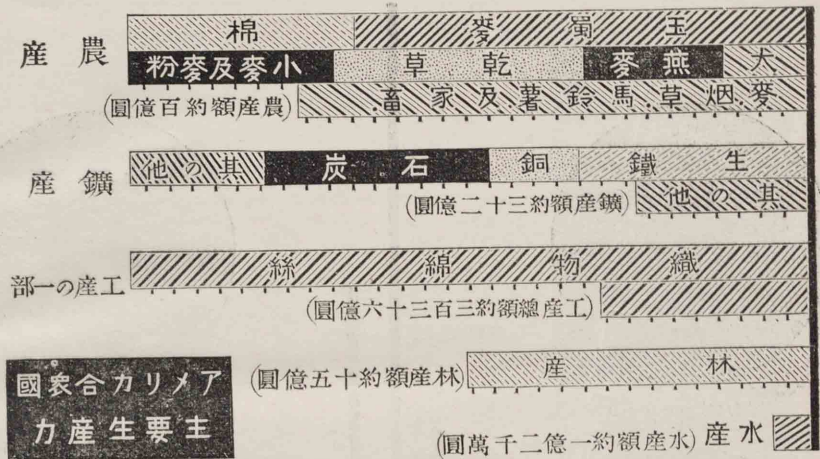 玉蜀麥 棉
農産
大 燕麥 乾草 小麥及麥粉
麥 烟草 馬鈴薯及家畜
(農産額約百億圓)
生鐵 銅 石炭 其の他
鑛産
其の他
(鑛産額約三十二億圓)
織物綿絲
工産の一部
(工産總額約三百三十六億圓)
林産
(林産額約十五億圓)
水産
(水産額約一億二千萬圓)
アメリカ合衆國
主要生産力